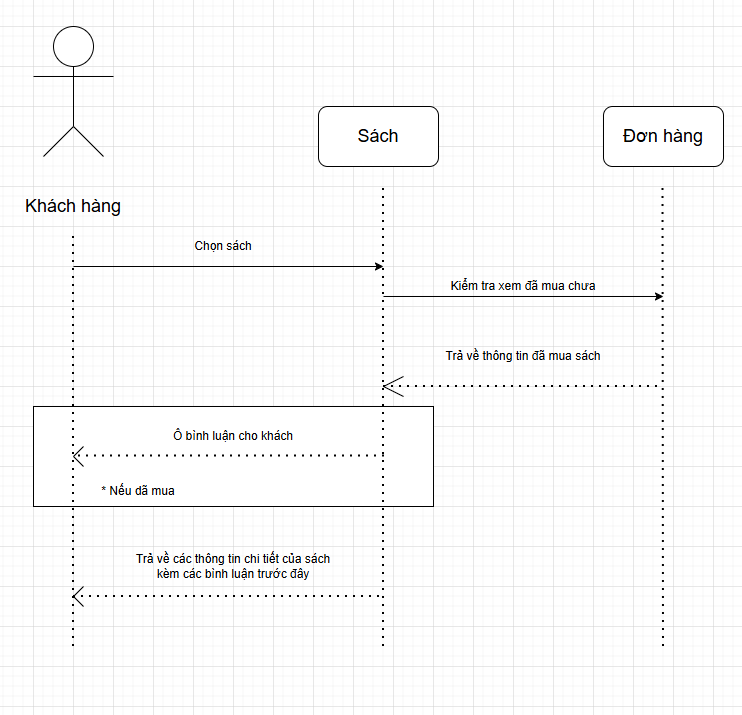 Sách
Đơn hàng
Khách hàng
Chọn sách
Kiểm tra xem đã mua chưa
Trả về thông tin đã mua sách
Ô bình luận cho khách
* Nếu dã mua
Trả về các thông tin chi tiết của sách
kèm các bình luận trước đây